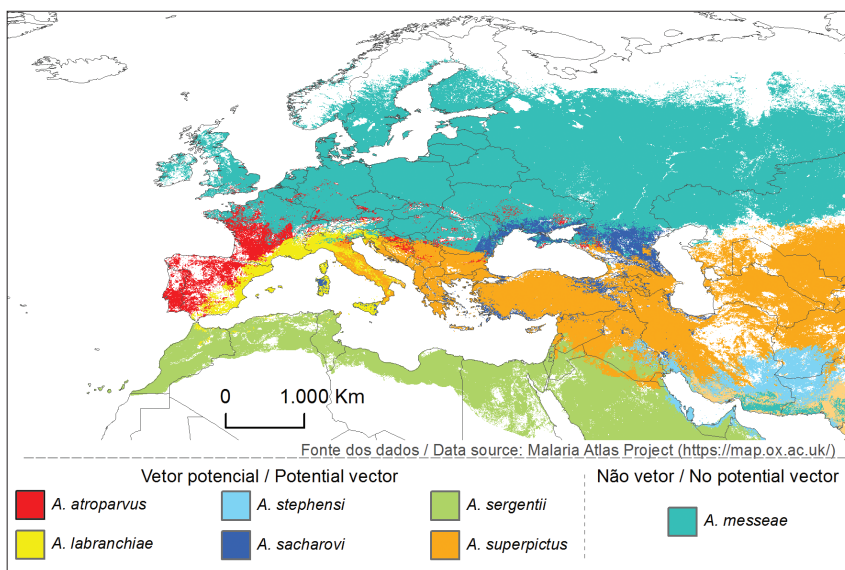 0 1.000 Km
Fonte dos dados / Data source: Malaria Atlas Project (https://map.ox.ac.uk/)
Vetor potencial / Potential vector
Não vetor / No potential vector
A. atroparvus
A. stephensi
A. sergentii
A. messeae
A. labranchiae
A. sacharovi
A. superpictus